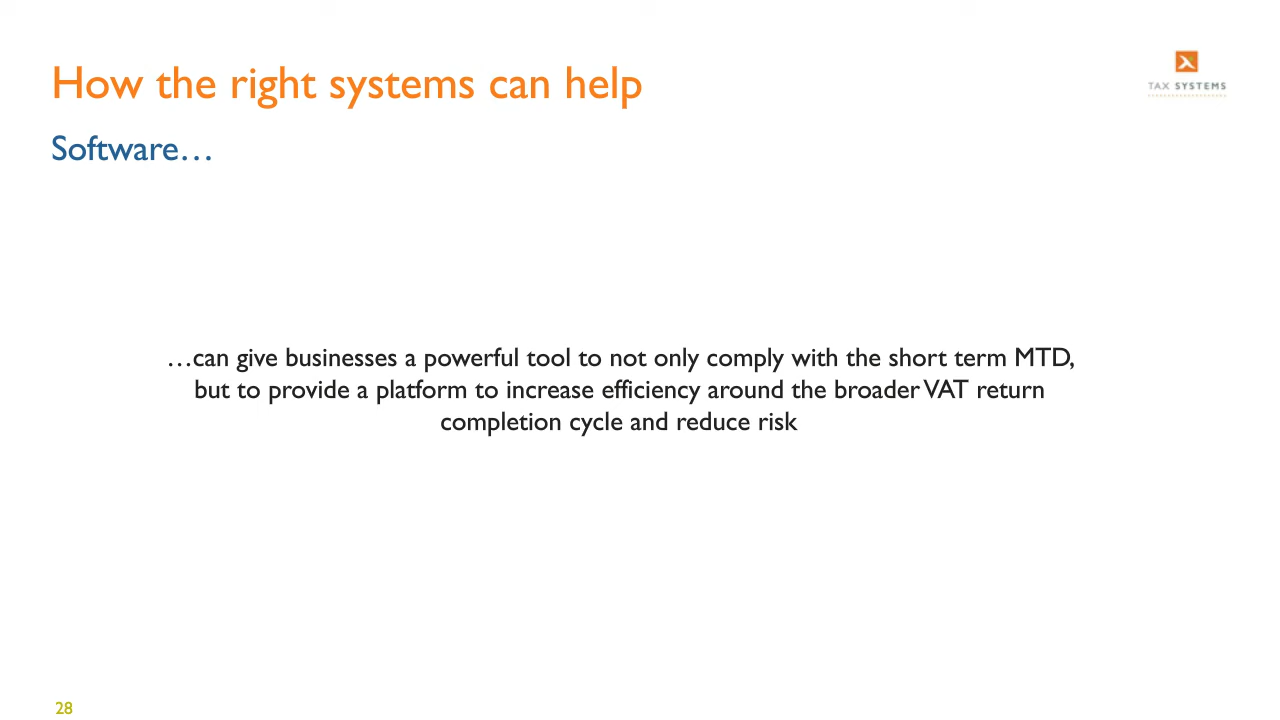 How the right systems can help
TAX SYSTEMS
Software…
…can give businesses a powerful tool to not only comply with the short term MTD,
but to provide a platform to increase efficiency around the broader VAT return
completion cycle and reduce risk
28